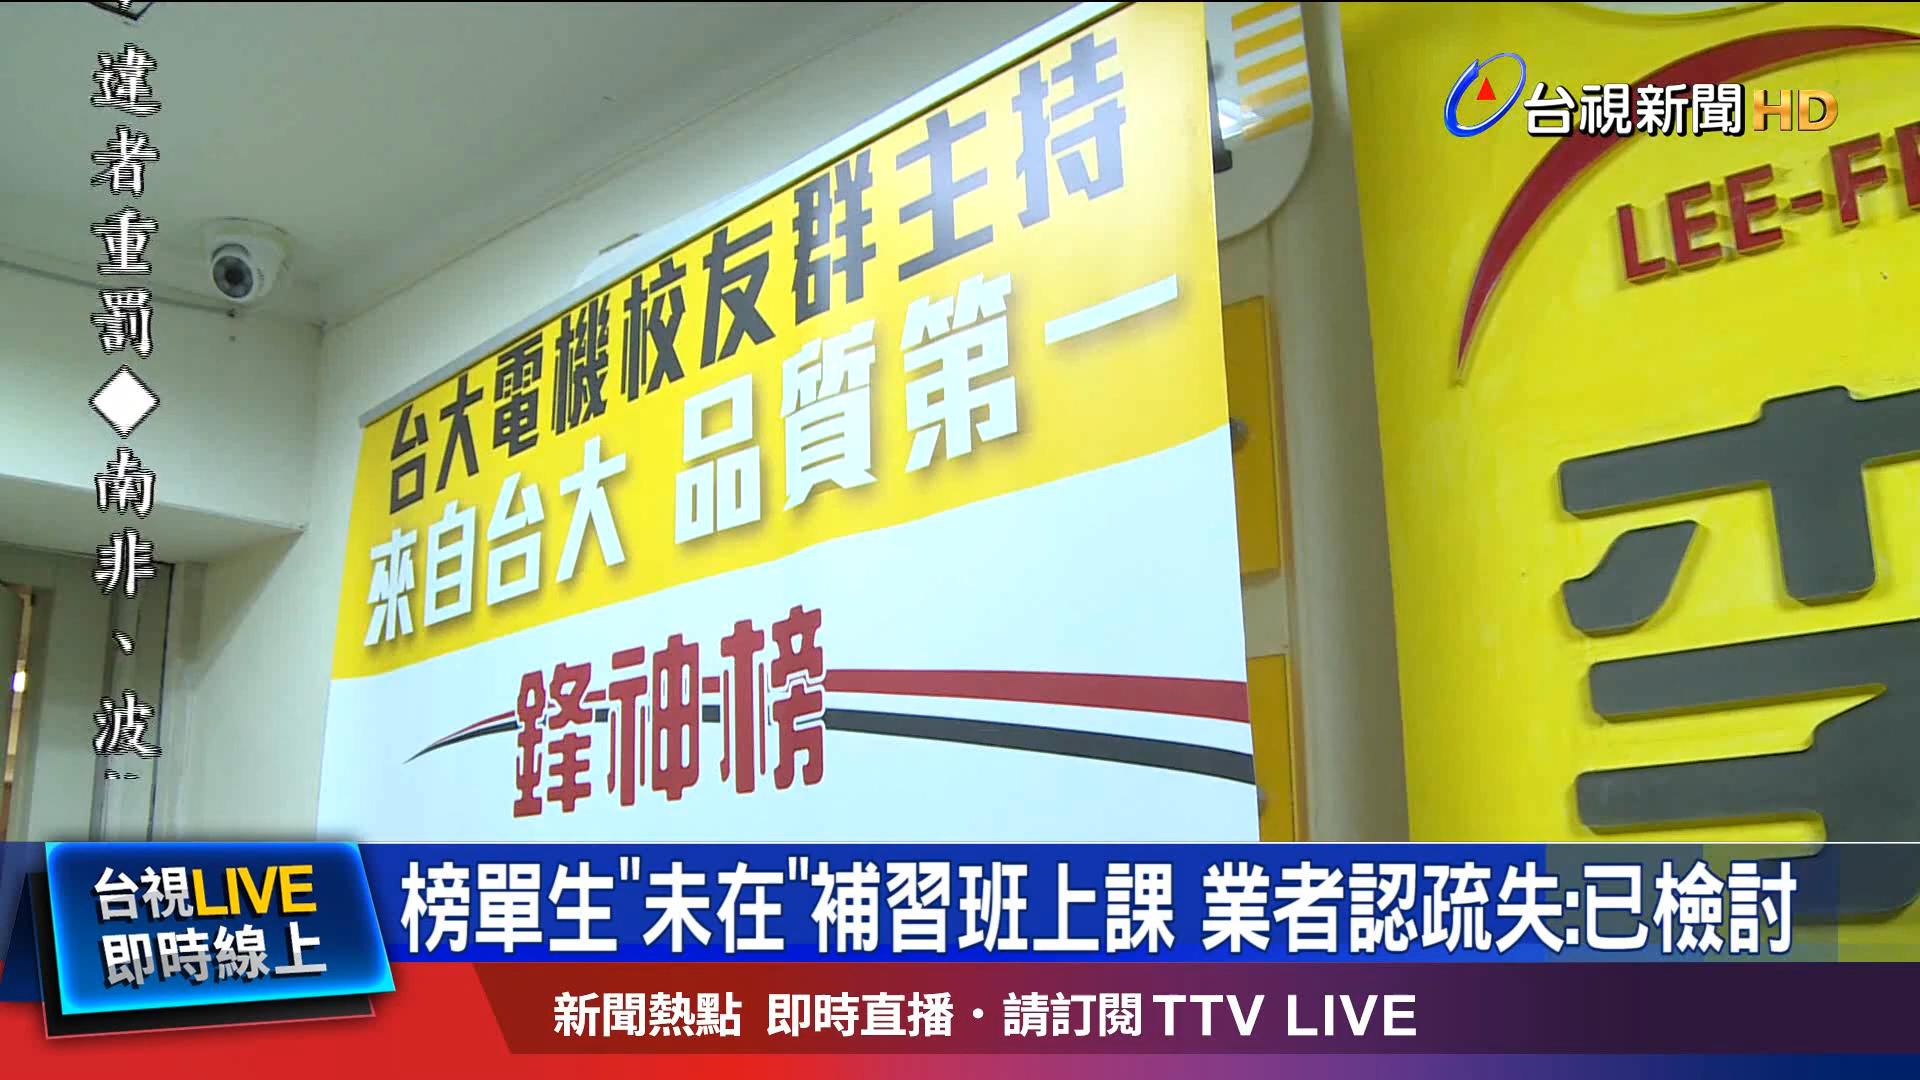 違者重罰◆南非、波
台視新聞HD
LEE-F
台大電機校友群主持
來自台大 品質第一
鋒神榜
台視LIVE
即時線上
榜單生"未在"補習班上課 業者認疏失:已檢討
新聞熱點 即時直播・請訂閱TTV LIVE